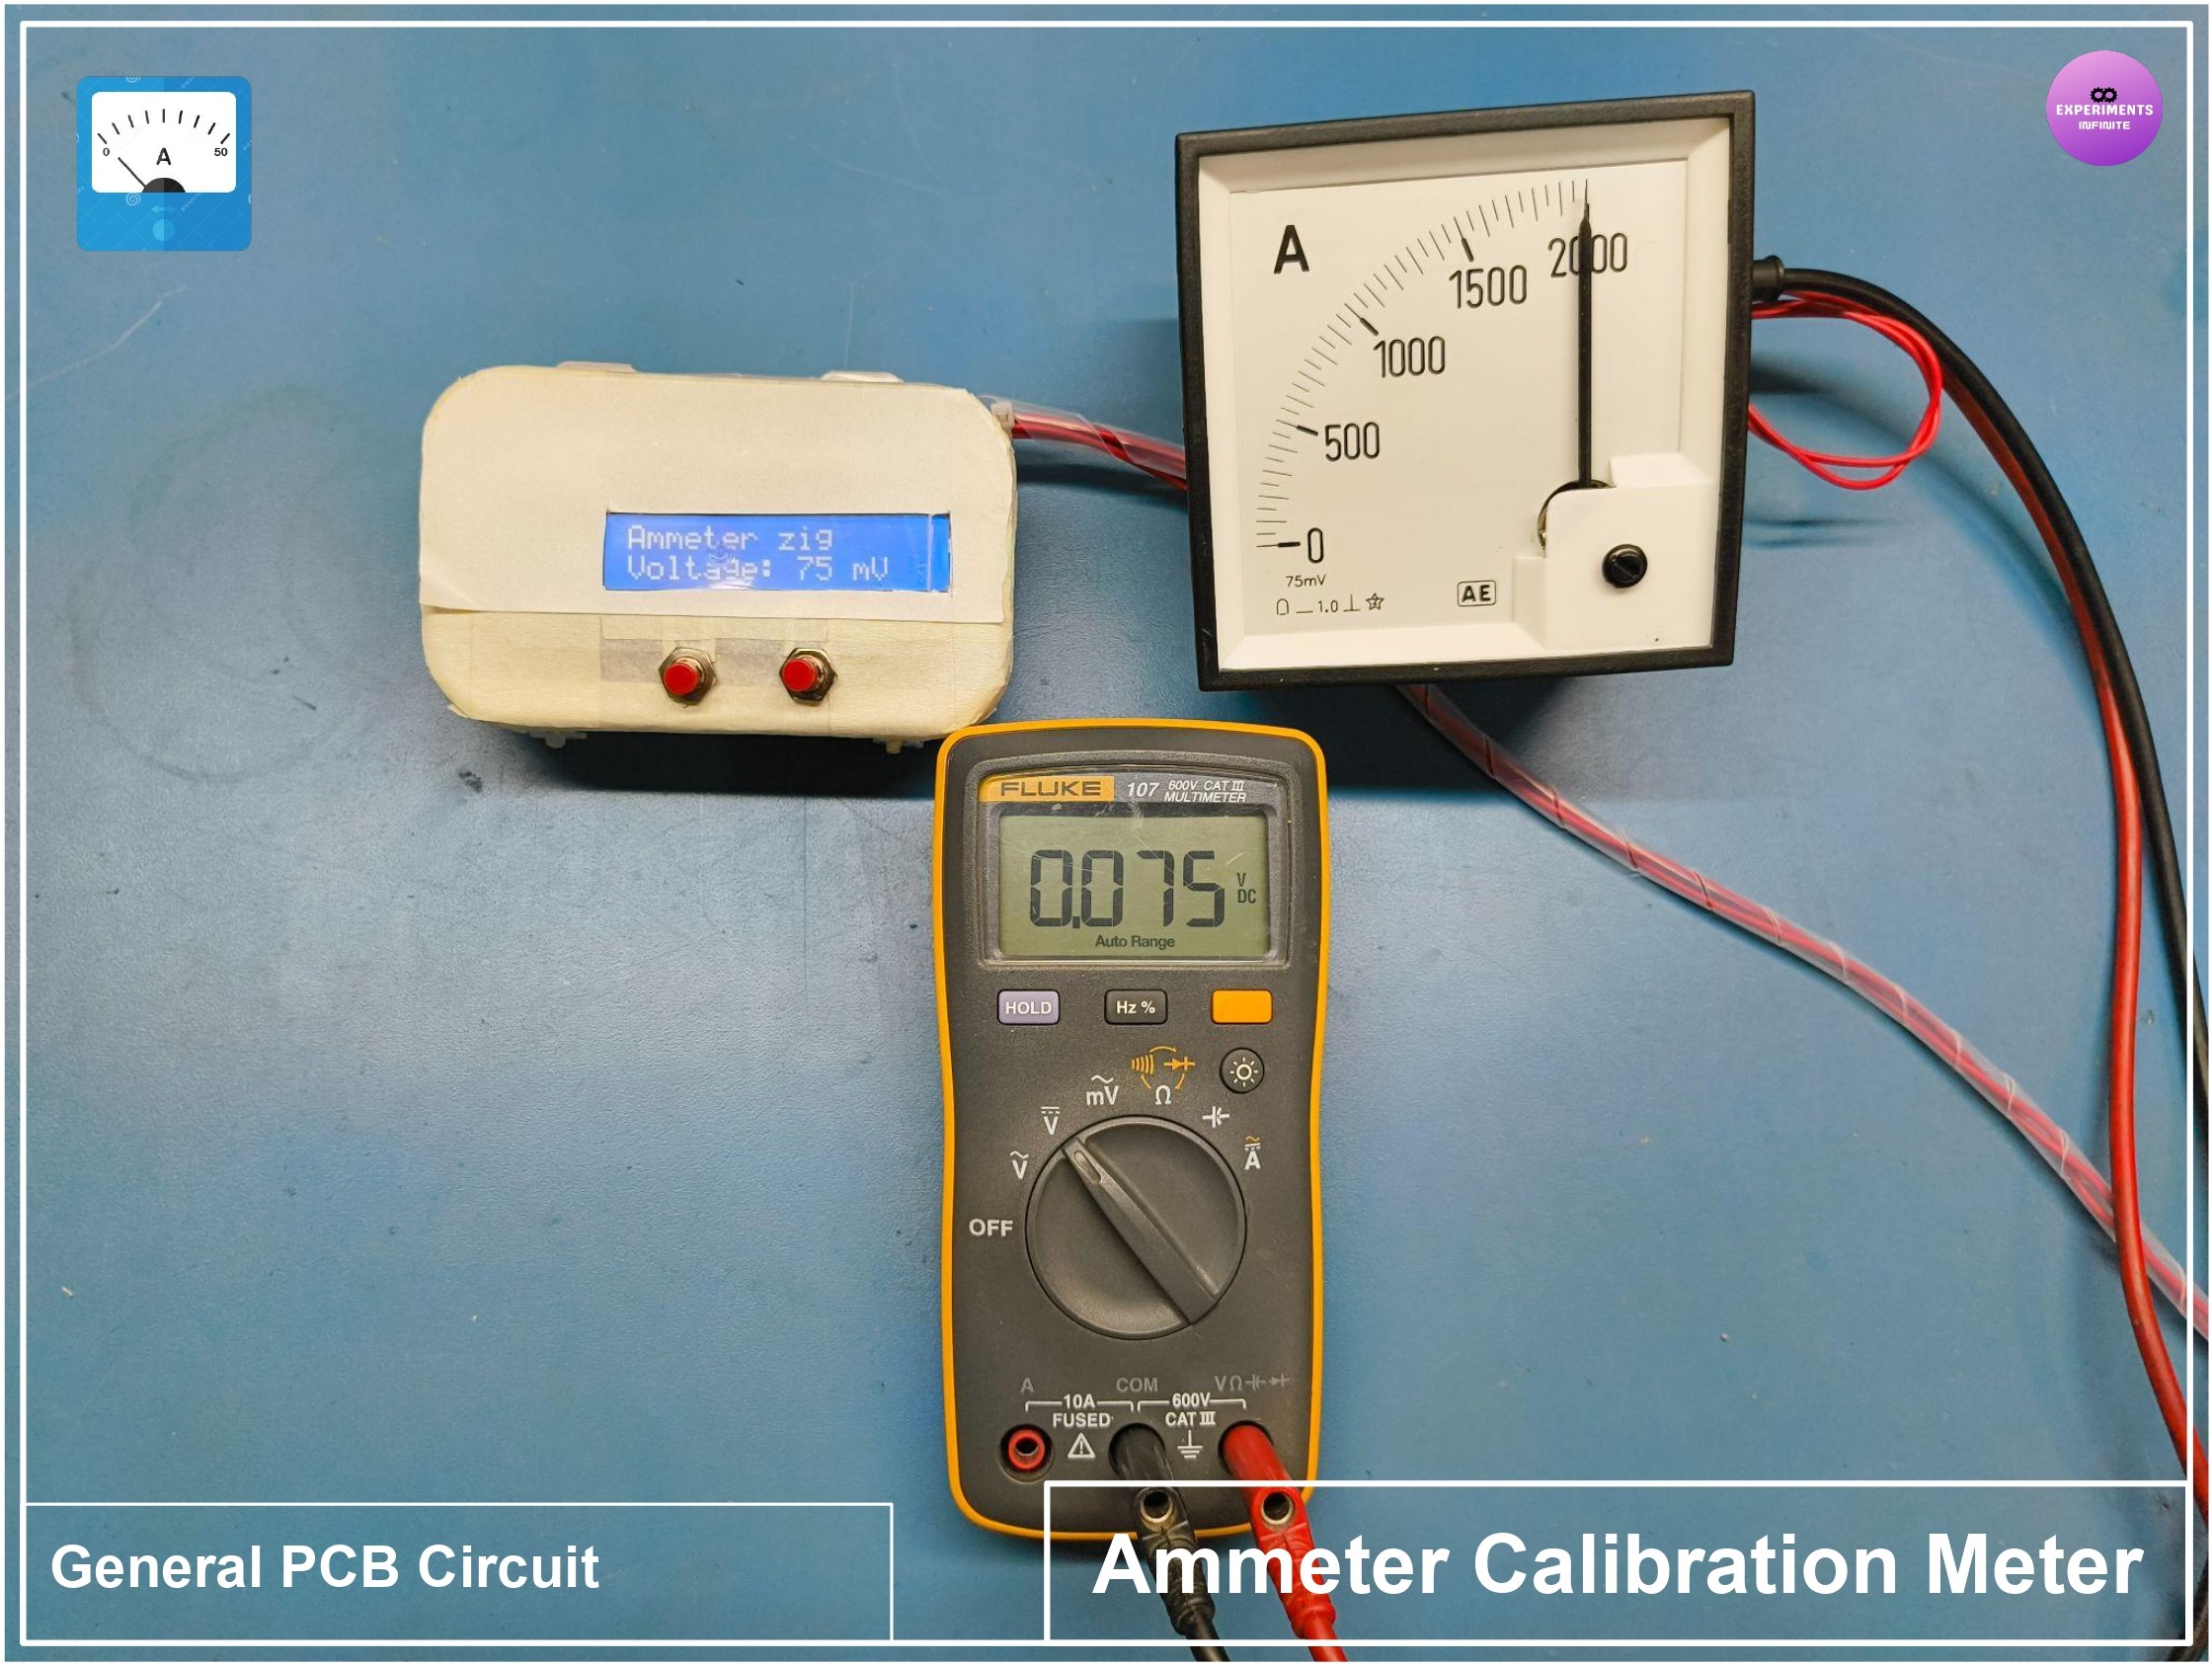 0 A 50
EXPERIMENTS
INFINITE
A
2000
1500
1000
500
0
75mV
1.0
AE
Ammeter zig
Voltage: 75 mV
FLUKE 107 600V CAT III
MULTIMETER
0.075 V
DC
Auto Range
HOLD Hz %
Ω
mV
V
V
A
OFF
A COM VΩ
10A 600V
FUSED CAT III
General PCB Circuit
Ammeter Calibration Meter